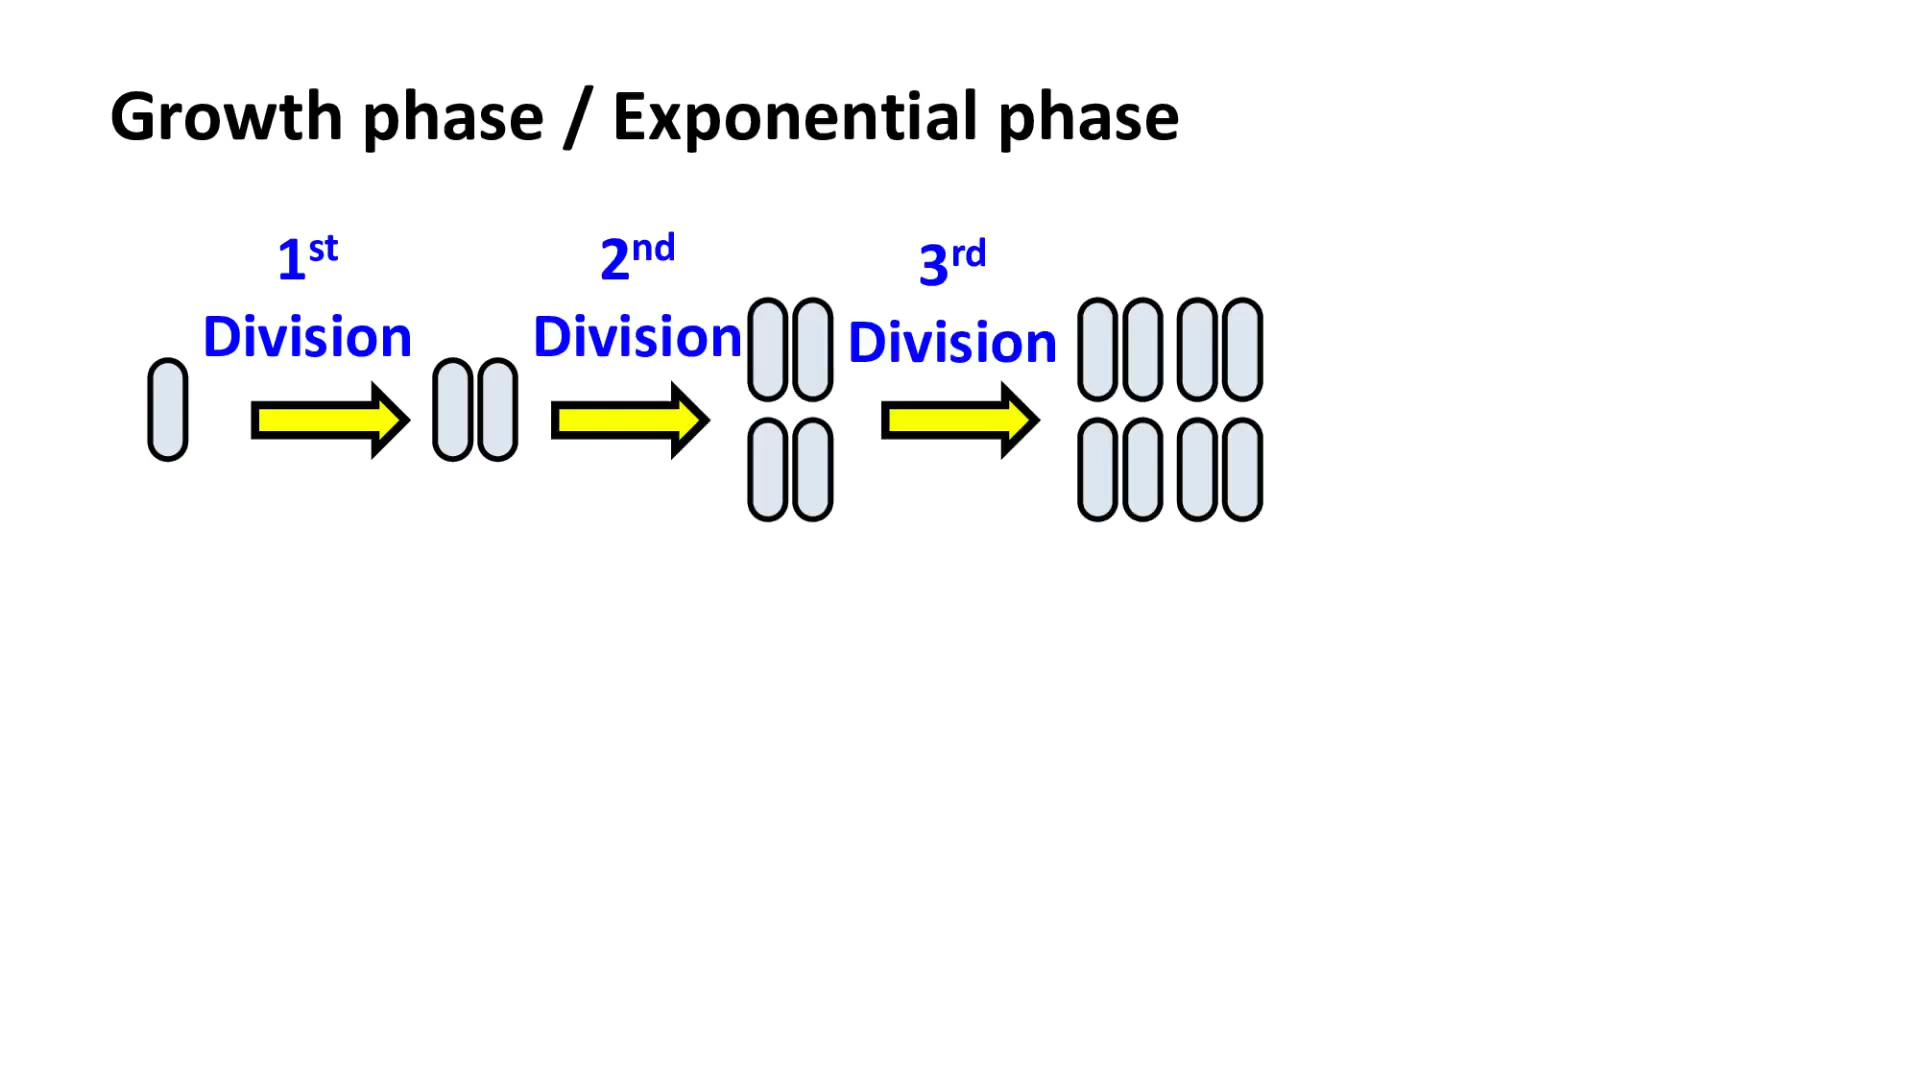 Growth phase / Exponential phase
1st
Division
2nd
Division
3rd
Division